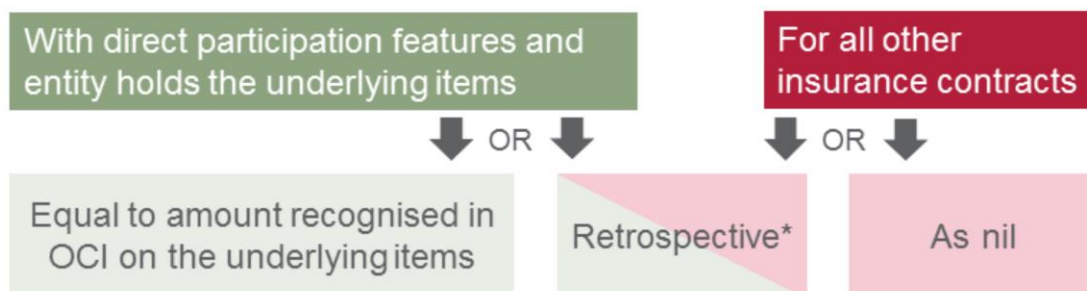 With direct participation features and
entity holds the underlying items
For all other
insurance contracts
OR
OR
Equal to amount recognised in
OCI on the underlying items
Retrospective*
As nil